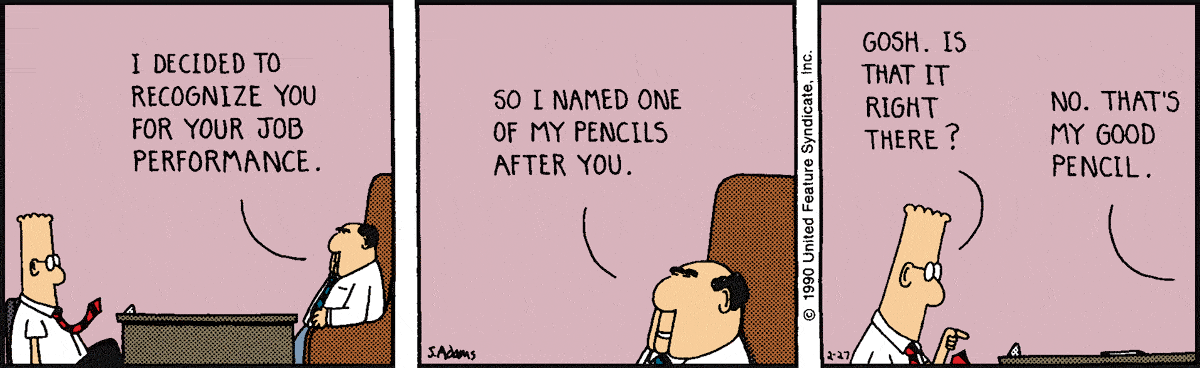 I DECIDED TO
RECOGNIZE YOU
FOR YOUR JOB
PERFORMANCE.
SO I NAMED ONE
OF MY PENCILS
AFTER YOU.
S.Adams
© 1990 United Feature Syndicate, Inc.
GOSH. IS
THAT IT
RIGHT
THERE?
NO. THAT'S
MY GOOD
PENCIL.
2-27